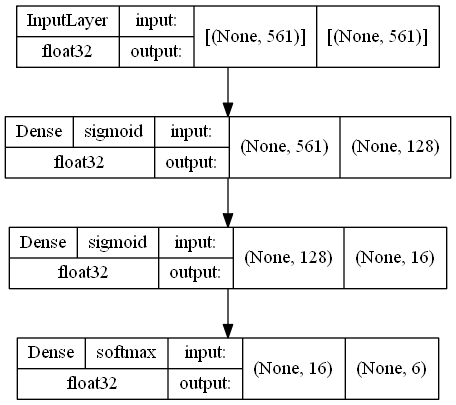 InputLayer input: [(None, 561)] [(None, 561)]
float32 output:
Dense sigmoid input: (None, 561) (None, 128)
float32 output:
Dense sigmoid input: (None, 128) (None, 16)
float32 output:
Dense softmax input: (None, 16) (None, 6)
float32 output: